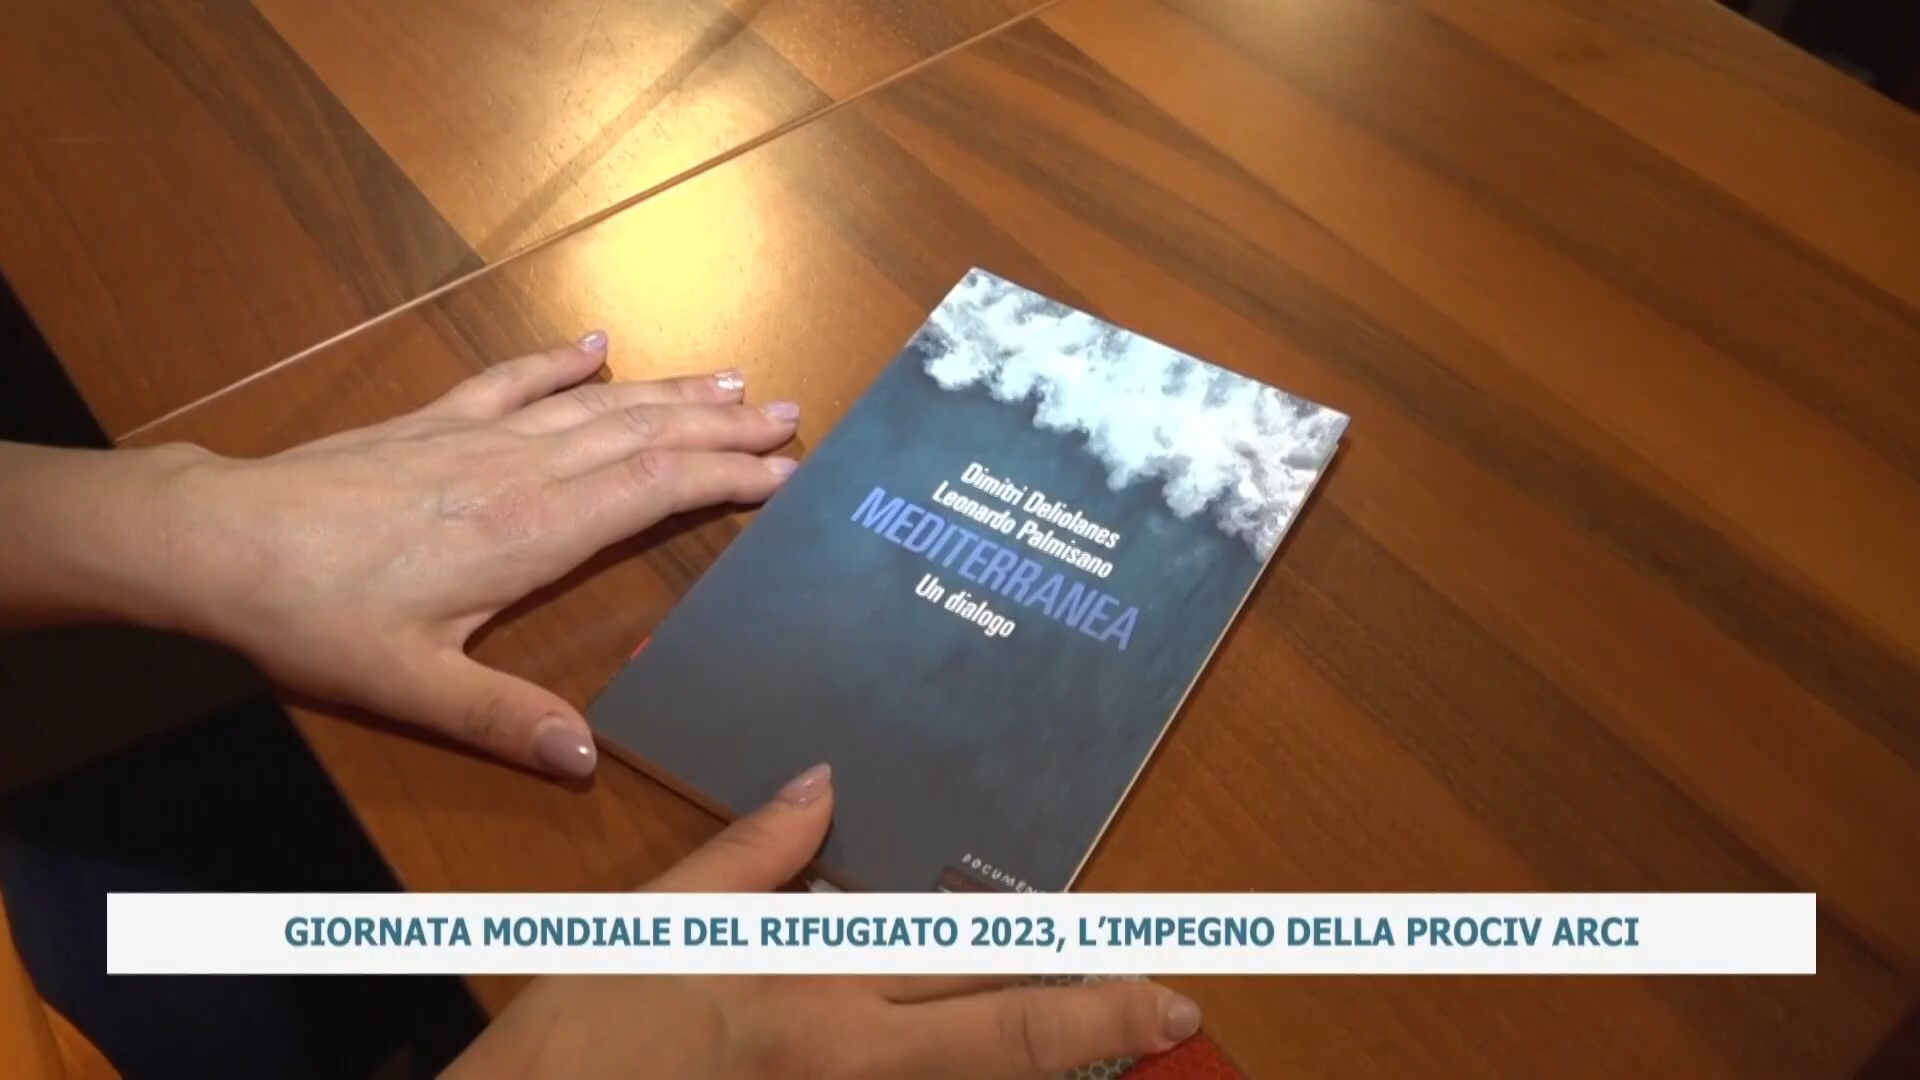 Dimitri Deliolanes
Leonardo Palmisano
MEDITERRANEA
Un dialogo
GIORNATA MONDIALE DEL RIFUGIATO 2023, L'IMPEGNO DELLA PROCIV ARCI